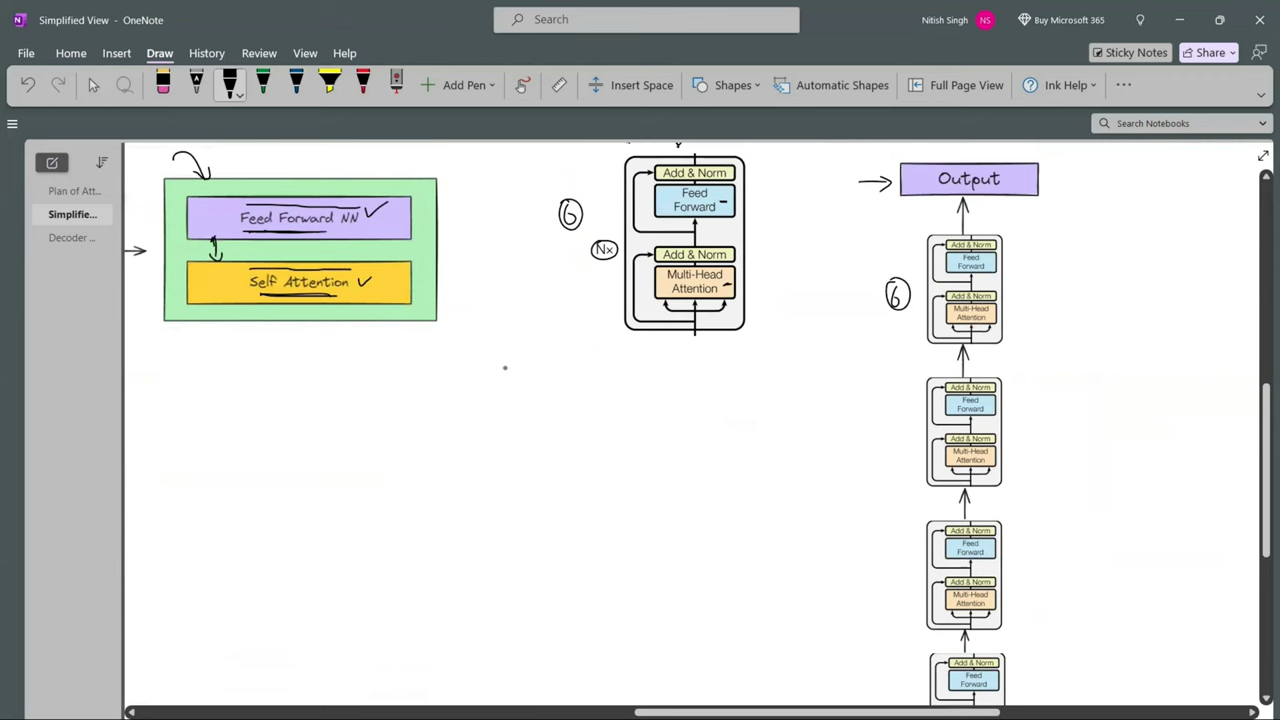 Simplified View - OneNote
Search
Nitish Singh
NS
Buy Microsoft 365
File
Home
Insert
Draw
History
Review
View
Help
Sticky Notes
Share
Add Pen
Insert Space
Shapes
Automatic Shapes
Full Page View
Ink Help
Search Notebooks
Plan of Att...
Simplifie...
Decoder ...
Feed Forward NN
Self Attention
6
Nx
Add & Norm
Feed
Forward
Add & Norm
Multi-Head
Attention
Output
6
Add & Norm
Feed
Forward
Add & Norm
Multi-Head
Attention
Add & Norm
Feed
Forward
Add & Norm
Multi-Head
Attention
Add & Norm
Feed
Forward
Add & Norm
Multi-Head
Attention
Add & Norm
Feed
Forward